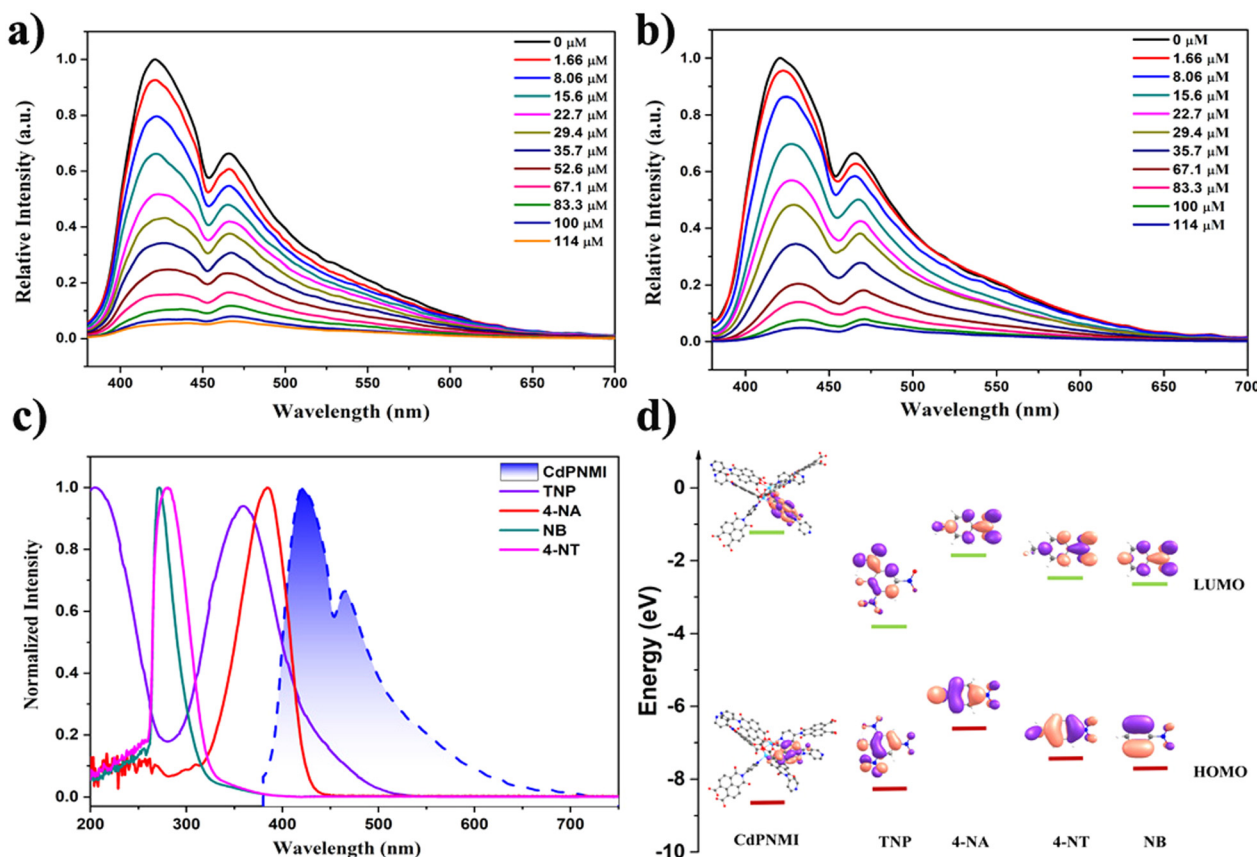 a)
Relative Intensity (a.u.)
1.0
0.8
0.6
0.4
0.2
0.0
0 μM
1.66 μM
8.06 μM
15.6 μM
22.7 μM
29.4 μM
35.7 μM
52.6 μM
67.1 μM
83.3 μM
100 μM
114 μM
400 450 500 550 600 650 700
Wavelength (nm)
b)
Relative Intensity (a.u.)
1.0
0.8
0.6
0.4
0.2
0.0
0 μM
1.66 μM
8.06 μM
15.6 μM
22.7 μM
29.4 μM
35.7 μM
67.1 μM
83.3 μM
100 μM
114 μM
400 450 500 550 600 650 700
Wavelength (nm)
c)
Normalized Intensity
1.0
0.8
0.6
0.4
0.2
0.0
CdPNMI
TNP
4-NA
NB
4-NT
200 300 400 500 600 700
Wavelength (nm)
d)
Energy (eV)
0
-2
-4
-6
-8
-10
LUMO
HOMO
CdPNMI TNP 4-NA 4-NT NB